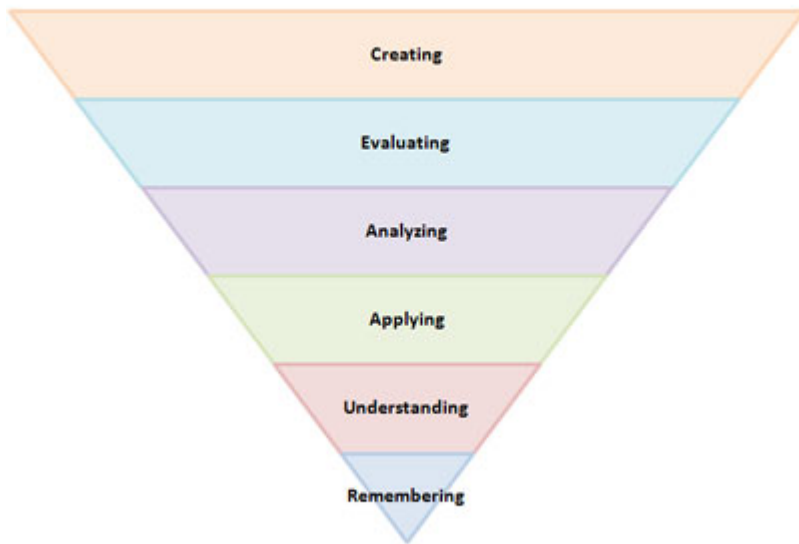 Creating
Evaluating
Analyzing
Applying
Understanding
Remembering